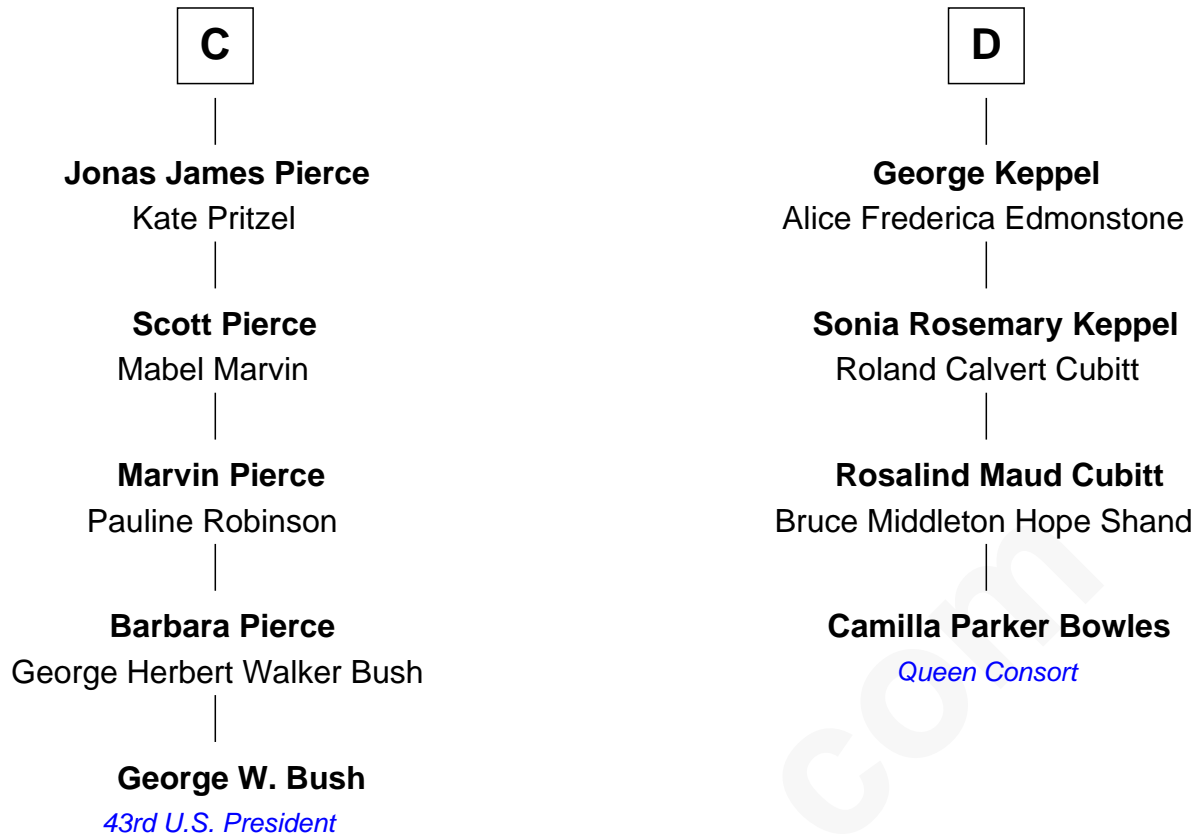 C
Jonas James Pierce
Kate Pritzel
Scott Pierce
Mabel Marvin
Marvin Pierce
Pauline Robinson
Barbara Pierce
George Herbert Walker Bush
George W. Bush
43rd U.S. President
D
George Keppel
Alice Frederica Edmonstone
Sonia Rosemary Keppel
Roland Calvert Cubitt
Rosalind Maud Cubitt
Bruce Middleton Hope Shand
Camilla Parker Bowles
Queen Consort
com